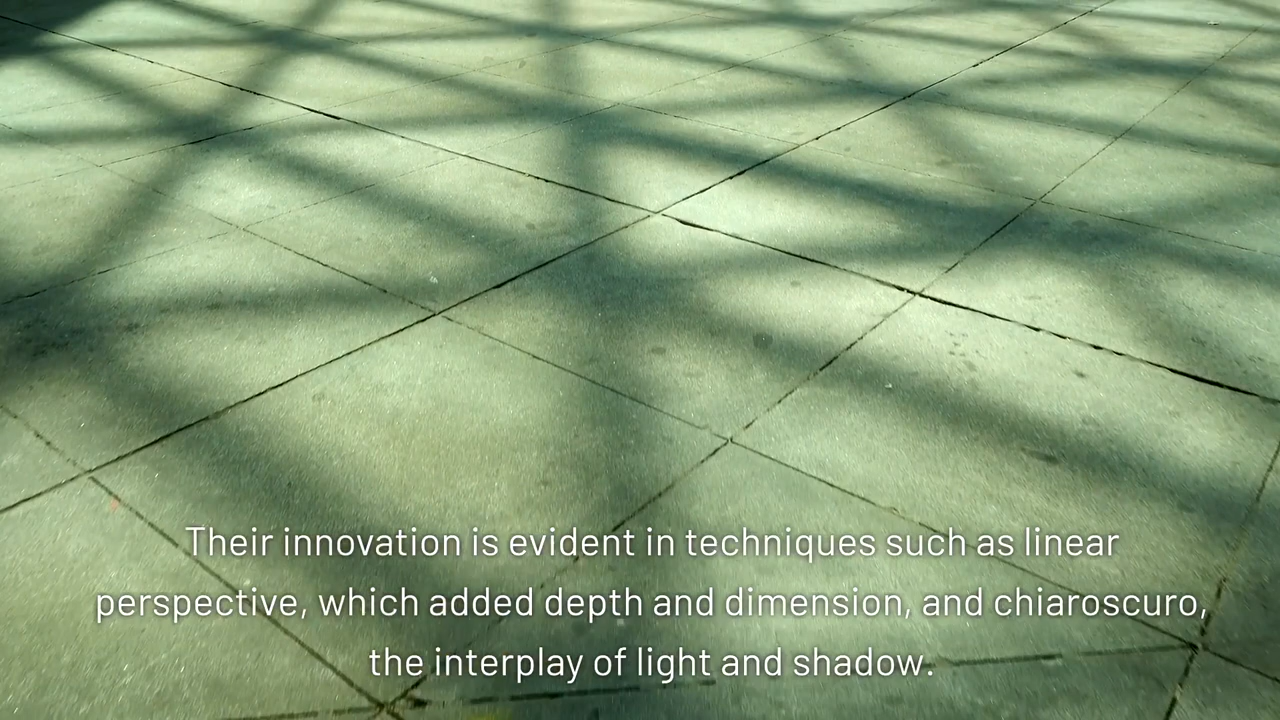 Their innovation is evident in techniques such as linear
perspective, which added depth and dimension, and chiaroscuro,
the interplay of light and shadow.